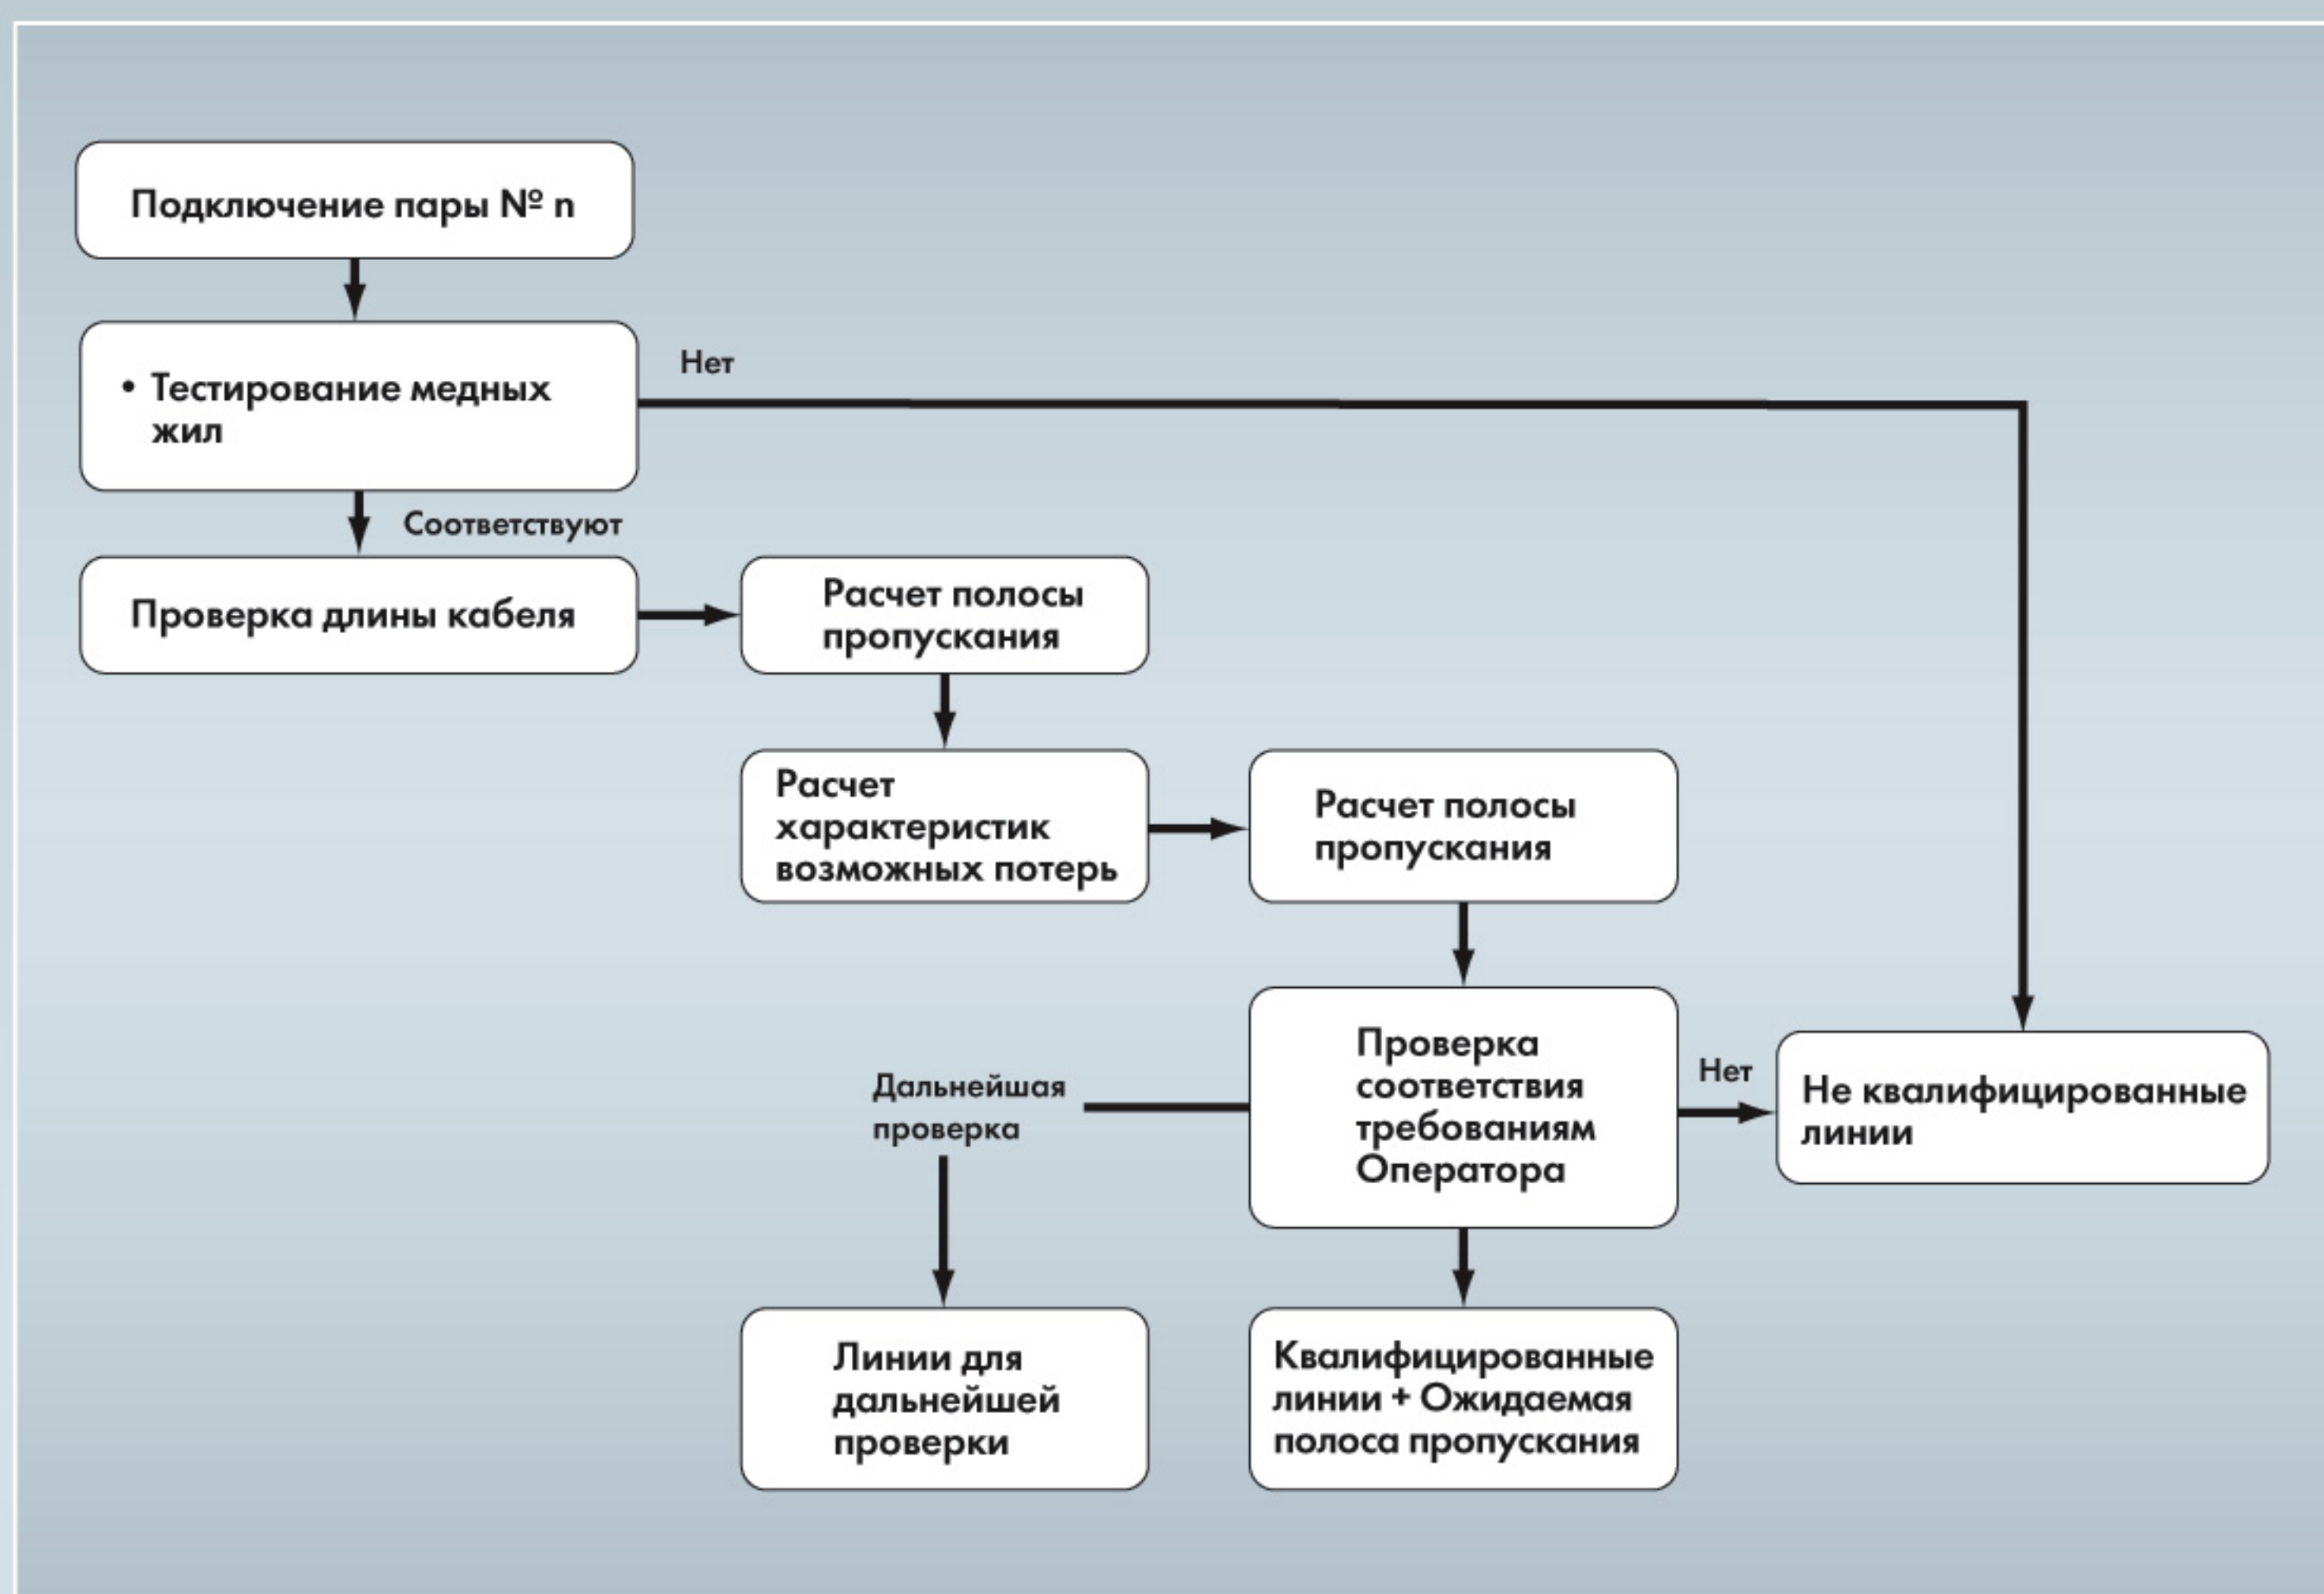 Подключение пары № n
Нет
• Тестирование медных
жил
Соответствуют
Проверка длины кабеля
Расчет полосы
пропускания
Расчет
характеристик
возможных потерь
Расчет полосы
пропускания
Проверка
соответствия
требованиям
Оператора
Нет
Не квалифицированные
линии
Дальнейшая
проверка
Линии для
дальнейшей
проверки
Квалифицированные
линии + Ожидаемая
полоса пропускания